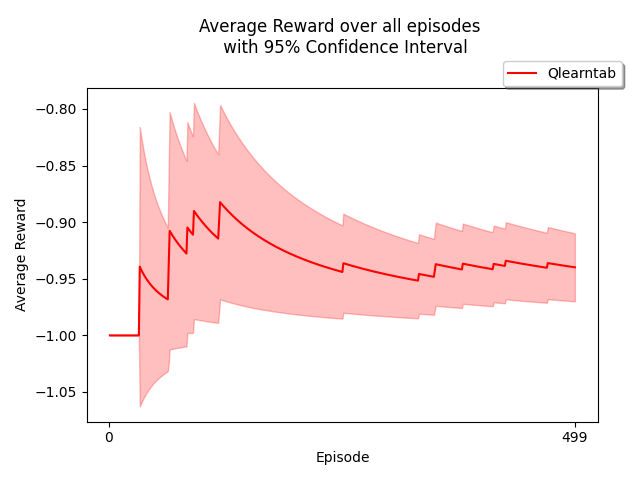 Average Reward over all episodes
with 95% Confidence Interval
Qlearntab
−0.80
−0.85
−0.90
−0.95
−1.00
−1.05
Average Reward
0
499
Episode